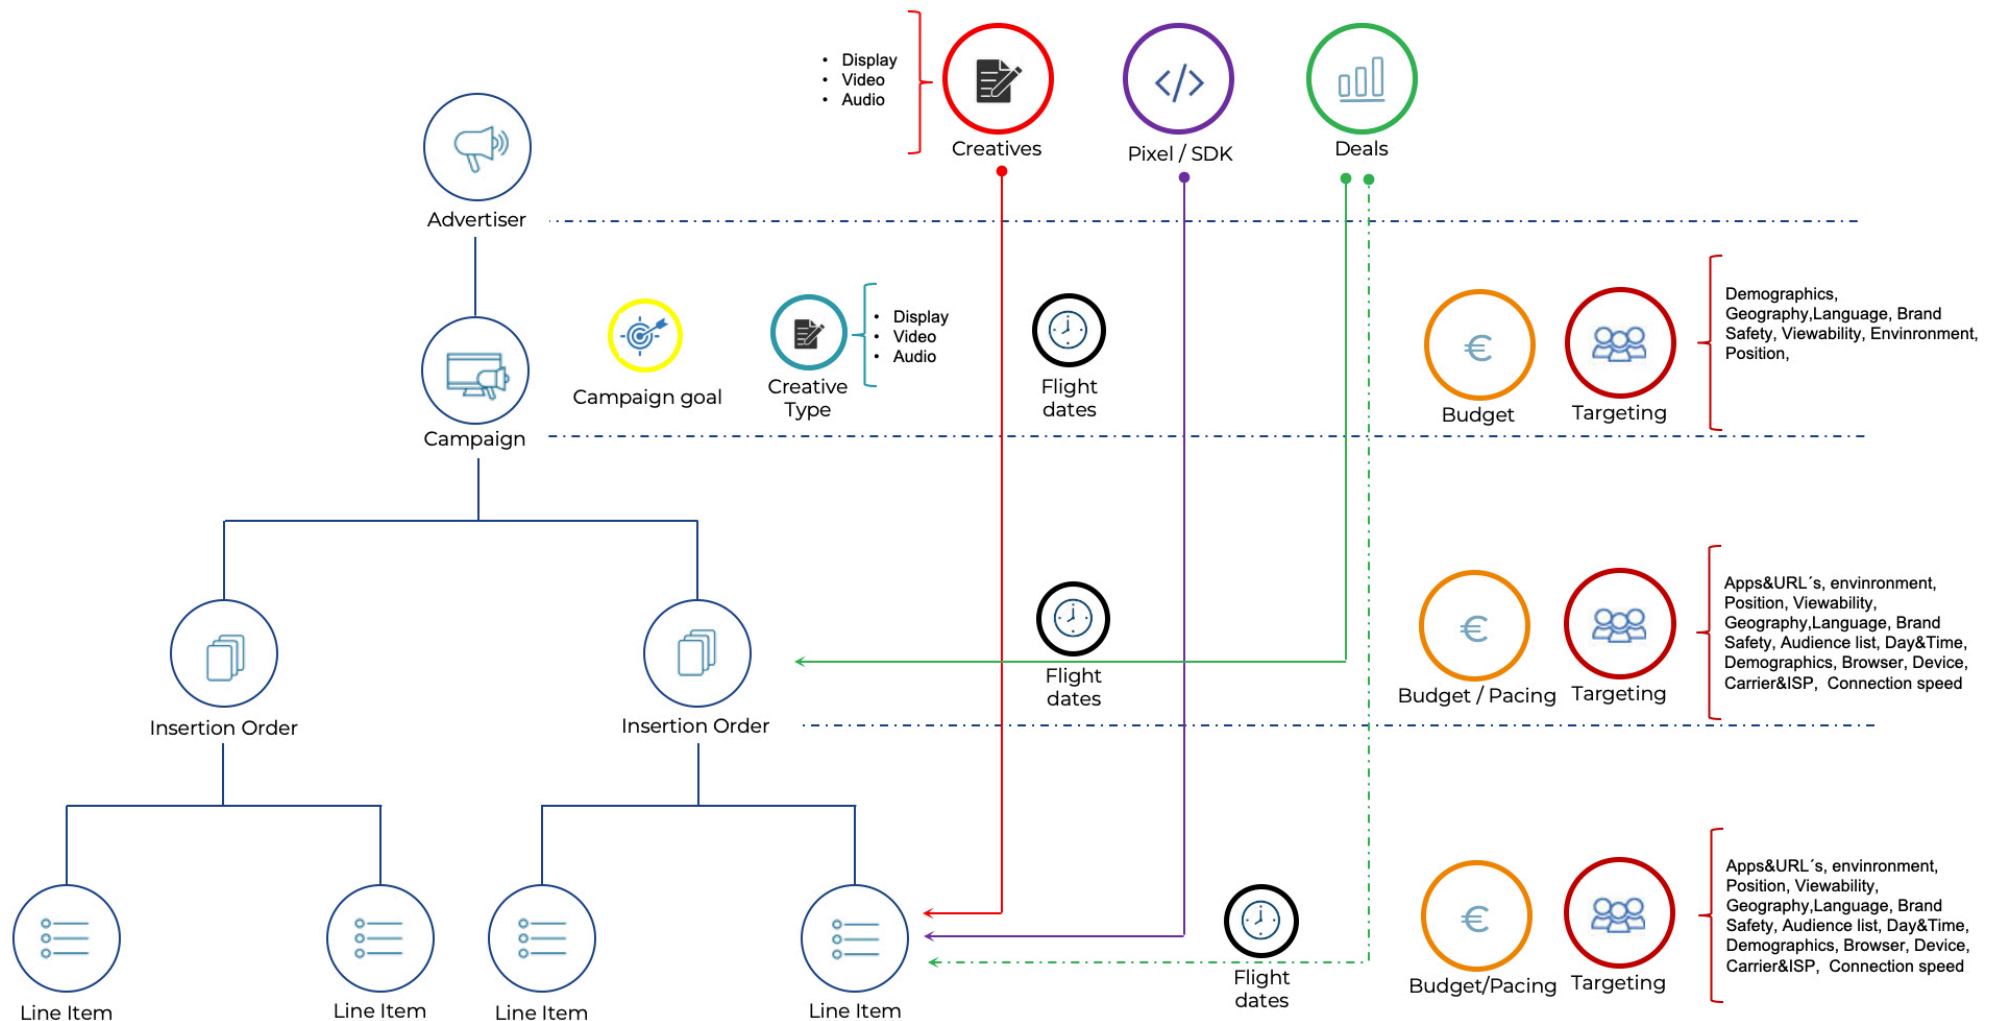 • Display
• Video
• Audio
Creatives
Pixel / SDK
Deals
Advertiser
Campaign goal
Creative
Type
• Display
• Video
• Audio
Flight
dates
Budget
Targeting
Demographics,
Geography,Language, Brand
Safety, Viewability, Envinronment,
Position,
Campaign
Insertion Order
Insertion Order
Flight
dates
Budget / Pacing
Targeting
Apps&URL´s, envinronment,
Position, Viewability,
Geography,Language, Brand
Safety, Audience list, Day&Time,
Demographics, Browser, Device,
Carrier&ISP,  Connection speed
Line Item
Line Item
Line Item
Line Item
Flight
dates
Budget/Pacing
Targeting
Apps&URL´s, envinronment,
Position, Viewability,
Geography,Language, Brand
Safety, Audience list, Day&Time,
Demographics, Browser, Device,
Carrier&ISP,  Connection speed